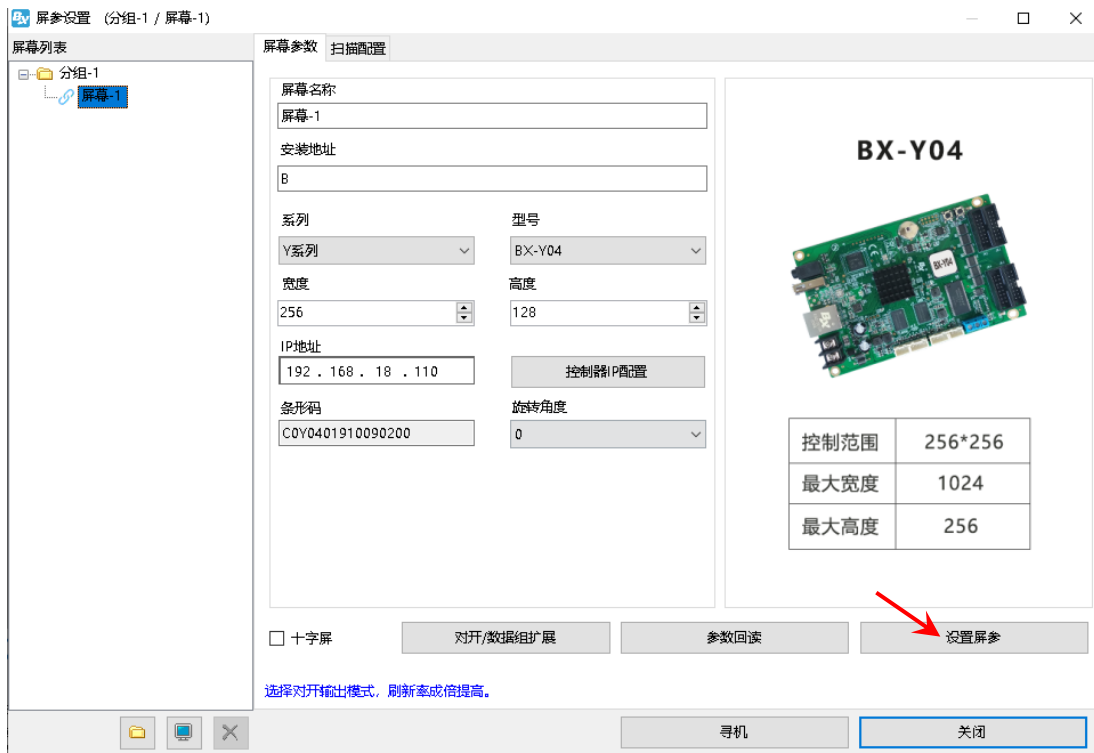 BX 屏参设置 (分组-1 / 屏幕-1)
屏幕列表
分组-1
屏幕-1
屏幕参数 扫描配置
屏幕名称
屏幕-1
安装地址
B
系列 型号
Y系列 BX-Y04
宽度 高度
256 128
IP地址
192 . 168 . 18 . 110 控制器IP配置
条形码 旋转角度
C0Y0401910090200 0
BX-Y04
BX-Y04
控制范围 256*256
最大宽度 1024
最大高度 256
十字屏 对开/数据组扩展 参数回读 设置屏参
选择对开输出模式，刷新率成倍提高。
寻机 关闭